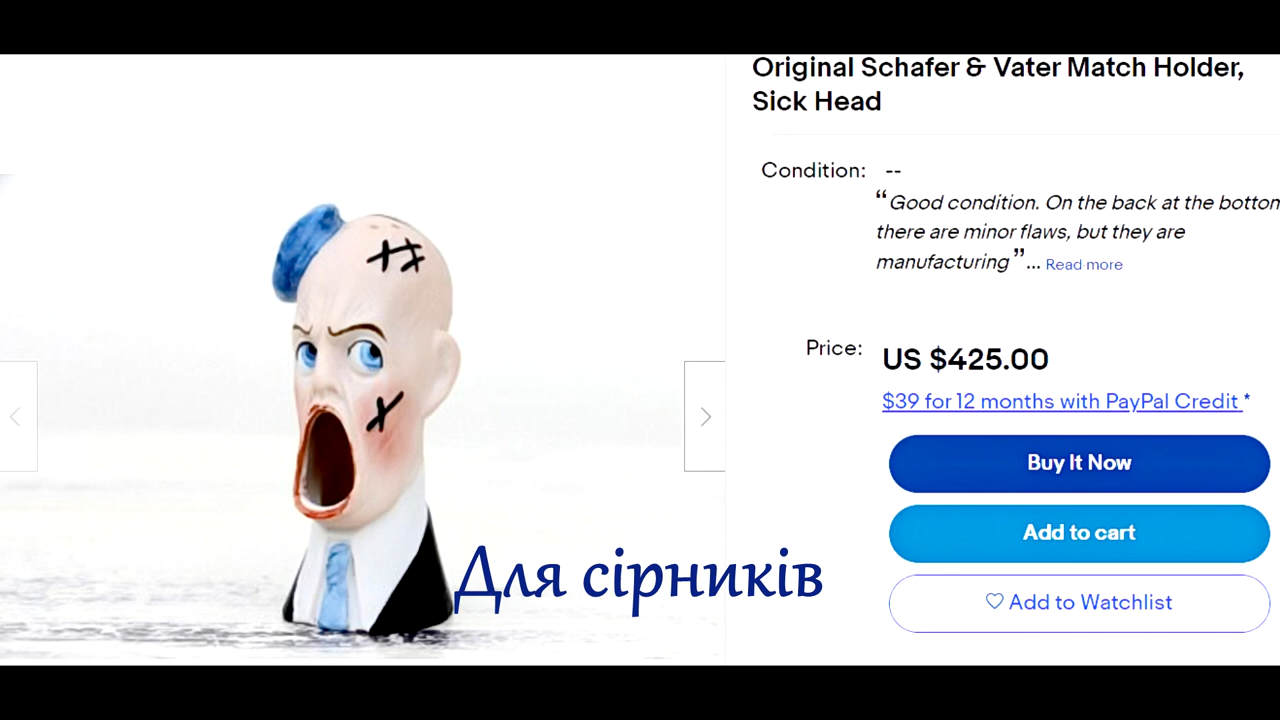 Original Schafer & Vater Match Holder,
Sick Head
Condition: --
“Good condition. On the back at the bottom
there are minor flaws, but they are
manufacturing ”... Read more
Price: US $425.00
$39 for 12 months with PayPal Credit *
Buy It Now
Add to cart
Add to Watchlist
Для сірників